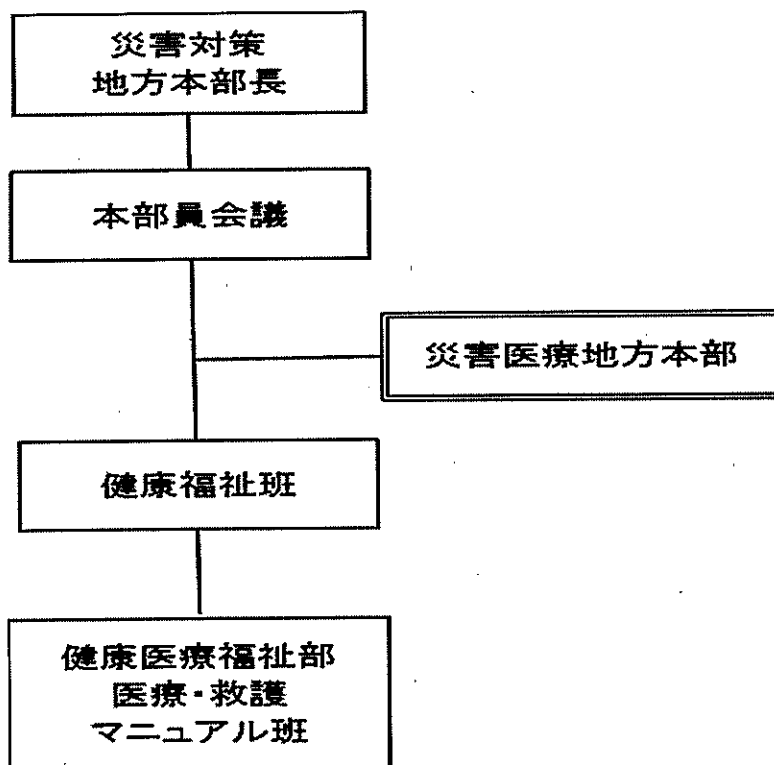 災害対策
地方本部長
本部員会議
災害医療地方本部
健康福祉班
健康医療福祉部
医療・救護
マニュアル班